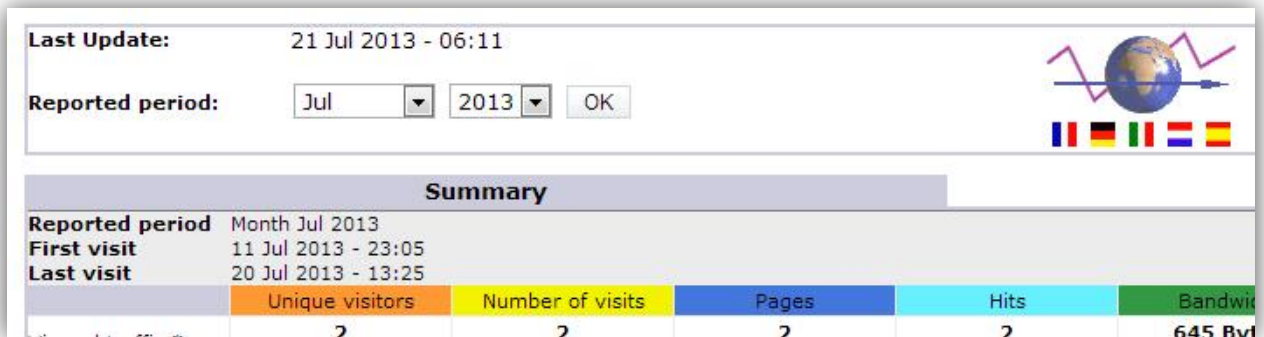 Last Update: 21 Jul 2013 - 06:11
Reported period: Jul 2013 OK
Summary
Reported period Month Jul 2013
First visit 11 Jul 2013 - 23:05
Last visit 20 Jul 2013 - 13:25
Unique visitors Number of visits Pages Hits
2 2 2 2 645